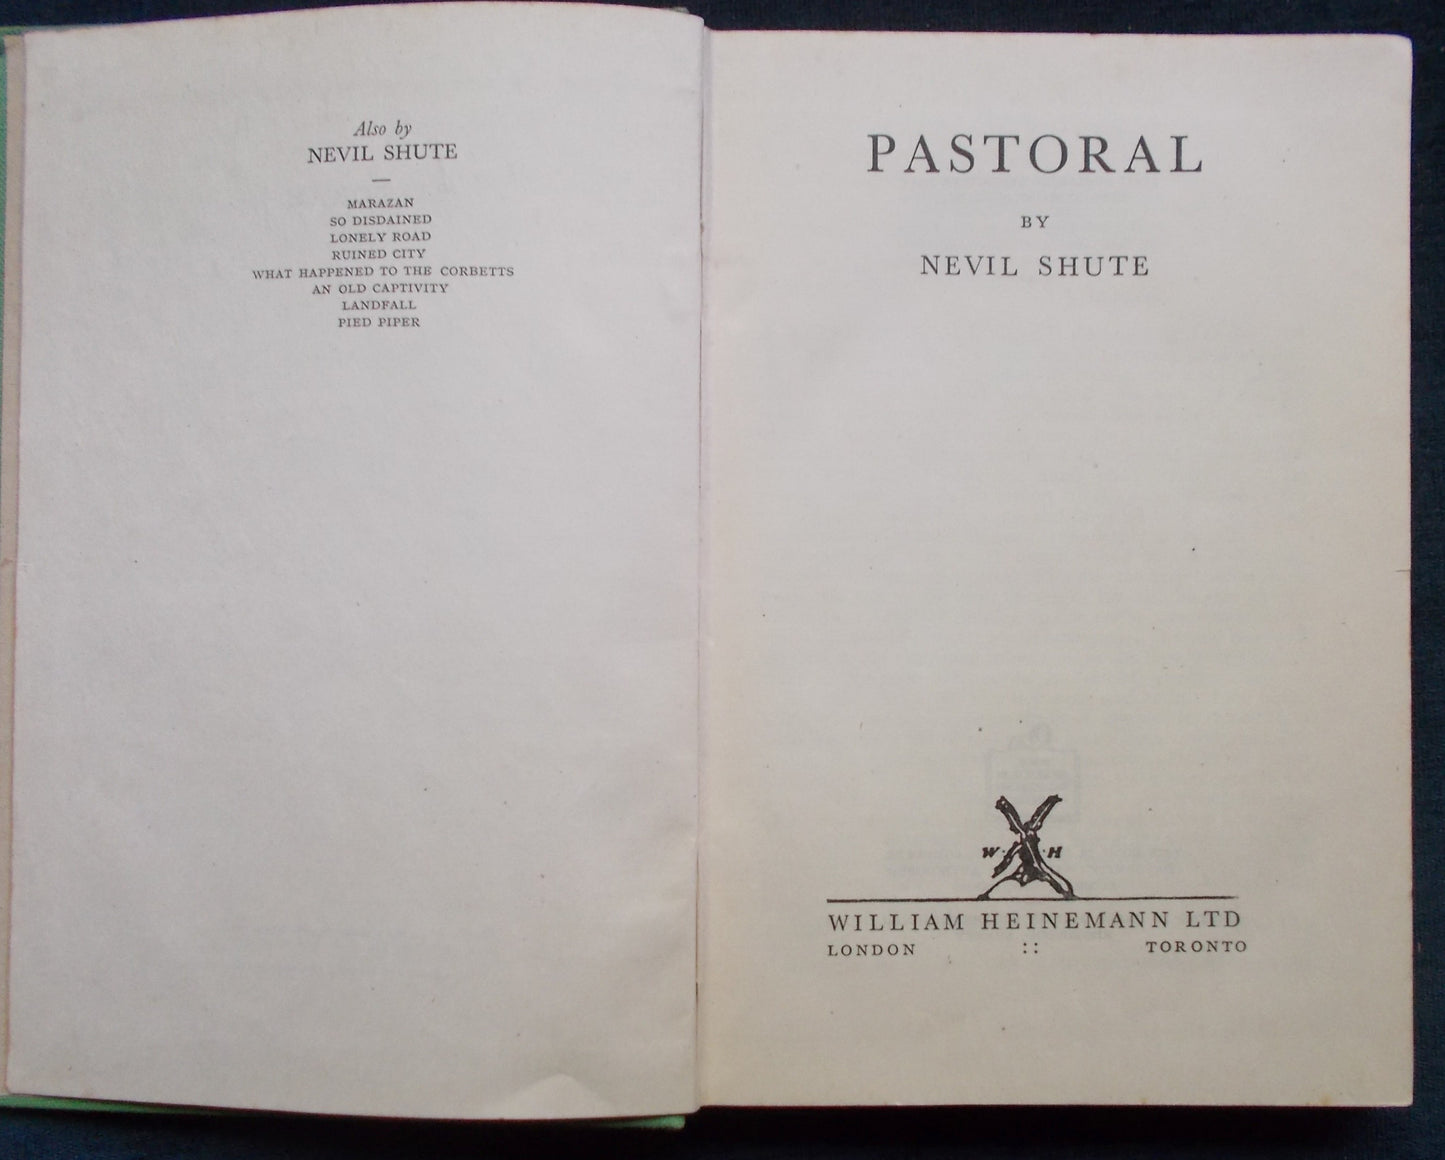 Also by
NEVIL SHUTE
MARAZAN
SO DISDAINED
LONELY ROAD
RUINED CITY
WHAT HAPPENED TO THE CORBETTS
AN OLD CAPTIVITY
LANDFALL
PIED PIPER
PASTORAL
BY
NEVIL SHUTE
W H
WILLIAM HEINEMANN LTD
LONDON :: TORONTO